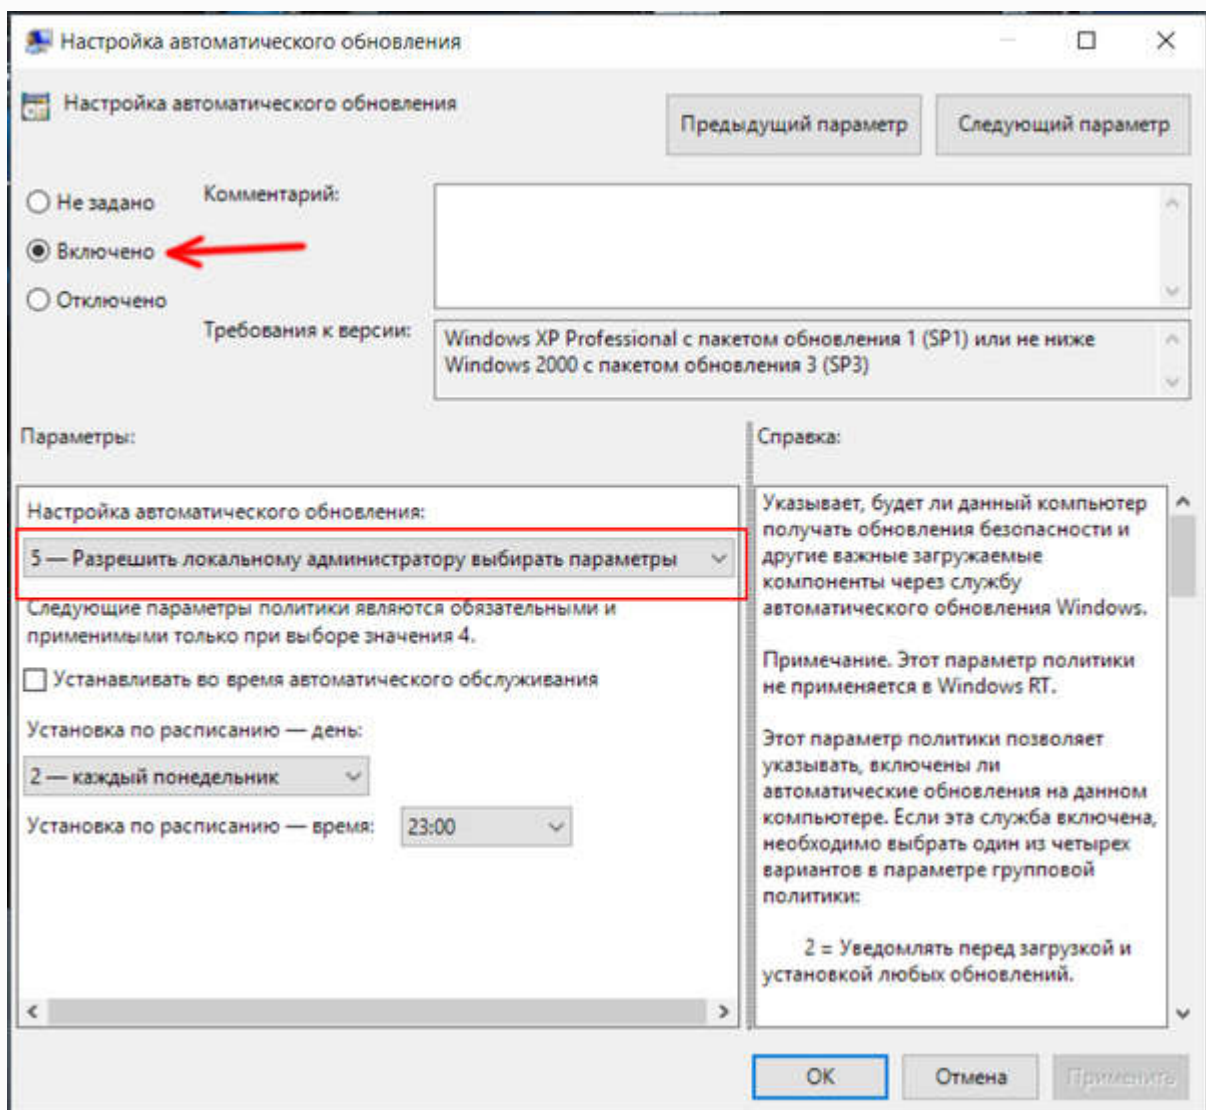 Настройка автоматического обновления
Настройка автоматического обновления
Предыдущий параметр
Следующий параметр
Не задано
Комментарий:
Включено
Отключено
Требования к версии:
Windows XP Professional с пакетом обновления 1 (SP1) или не ниже
Windows 2000 с пакетом обновления 3 (SP3)
Параметры:
Справка:
Настройка автоматического обновления:
5 — Разрешить локальному администратору выбирать параметры
Следующие параметры политики являются обязательными и
применимыми только при выборе значения 4.
Устанавливать во время автоматического обслуживания
Установка по расписанию — день:
2 — каждый понедельник
Установка по расписанию — время:
23:00
Указывает, будет ли данный компьютер
получать обновления безопасности и
другие важные загружаемые
компоненты через службу
автоматического обновления Windows.
Примечание. Этот параметр политики
не применяется в Windows RT.
Этот параметр политики позволяет
указывать, включены ли
автоматические обновления на данном
компьютере. Если эта служба включена,
необходимо выбрать один из четырех
вариантов в параметре групповой
политики:
2 = Уведомлять перед загрузкой и
установкой любых обновлений.
ОК
Отмена
Применить